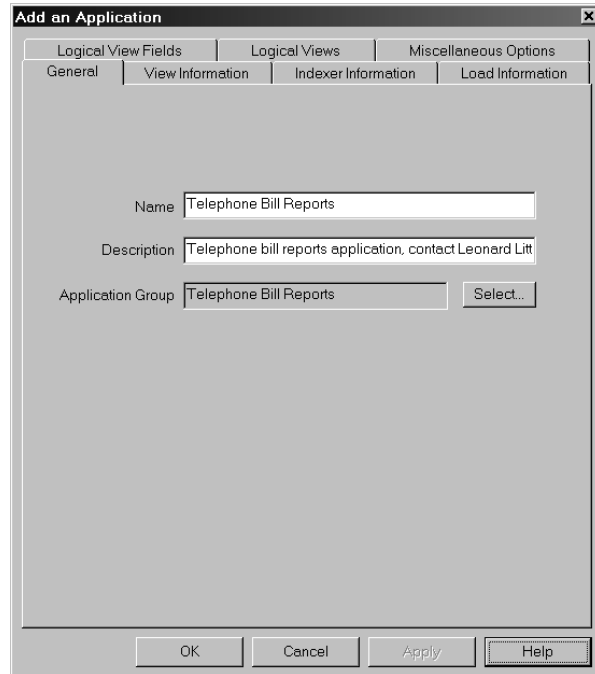 Add an Application
Logical View Fields Logical Views Miscellaneous Options
General View Information Indexer Information Load Information
Name Telephone Bill Reports
Description Telephone bill reports application, contact Leonard Litt
Application Group Telephone Bill Reports Select...
OK Cancel Apply Help